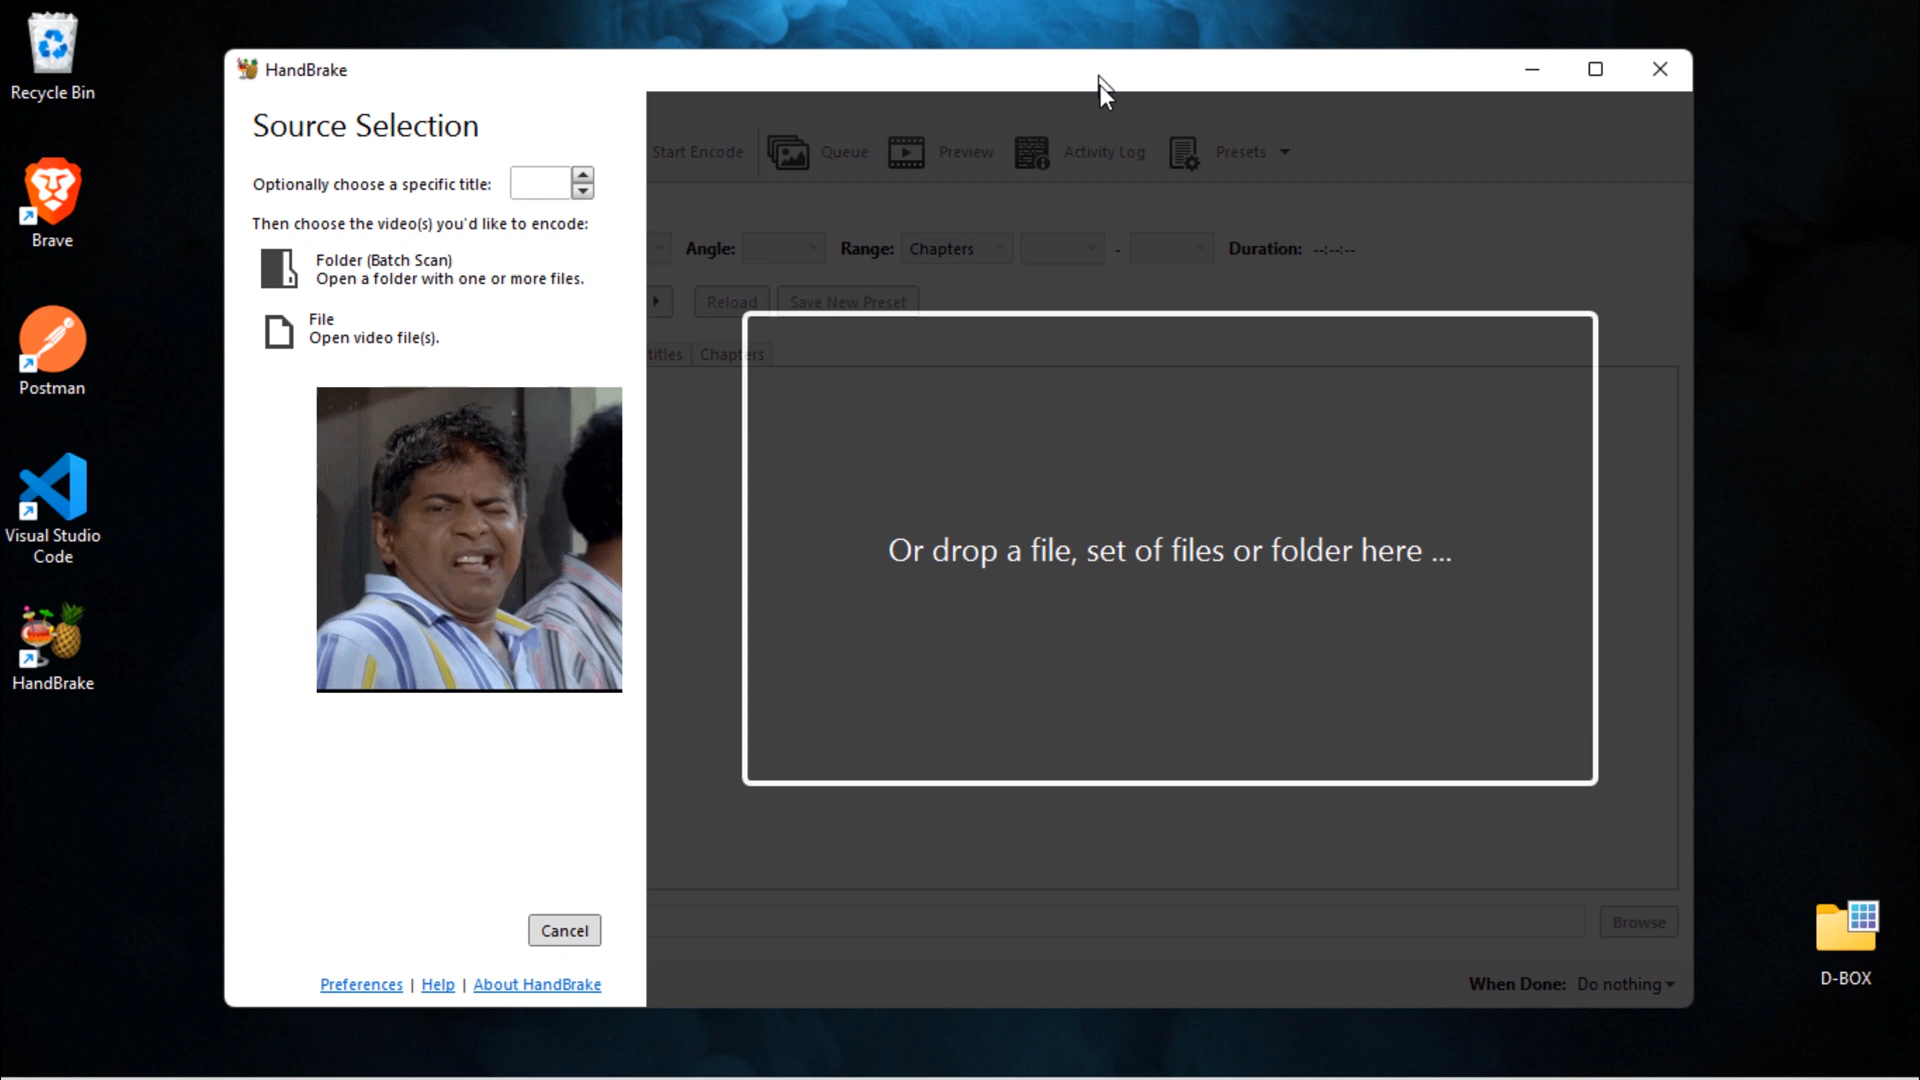 Recycle Bin
Brave
Postman
Visual Studio
Code
HandBrake
D-BOX
HandBrake
Source Selection
Optionally choose a specific title:
Then choose the video(s) you'd like to encode:
Folder (Batch Scan)
Open a folder with one or more files.
File
Open video file(s).
Cancel
Preferences | Help | About HandBrake
Start Encode Queue Preview Activity Log Presets
Angle: Range: Chapters - Duration: --:--:--
Reload Save New Preset
titles Chapters
Or drop a file, set of files or folder here ...
Browse
When Done: Do nothing